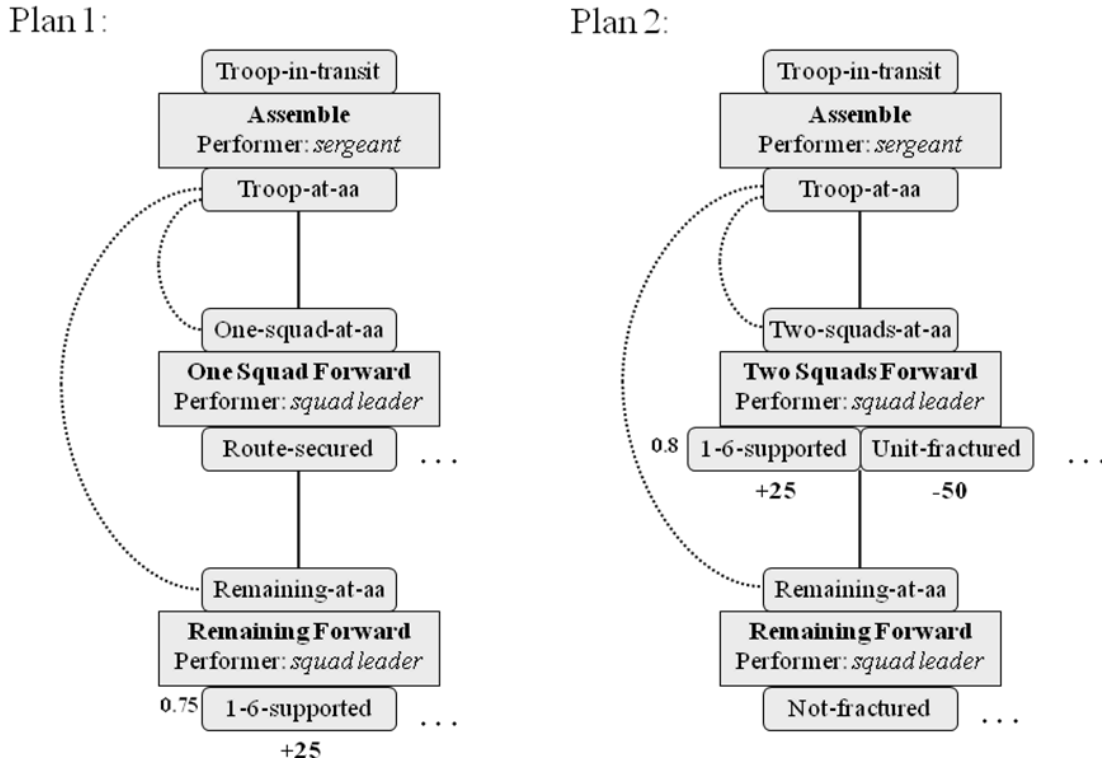 Plan 1:
Troop-in-transit
Assemble
Performer: sergeant
Troop-at-aa
One-squad-at-aa
One Squad Forward
Performer: squad leader
Route-secured
. . .
Remaining-at-aa
Remaining Forward
Performer: squad leader
0.75
1-6-supported
. . .
+25
Plan 2:
Troop-in-transit
Assemble
Performer: sergeant
Troop-at-aa
Two-squads-at-aa
Two Squads Forward
Performer: squad leader
0.8
1-6-supported
Unit-fractured
. . .
+25
-50
Remaining-at-aa
Remaining Forward
Performer: squad leader
Not-fractured
. . .